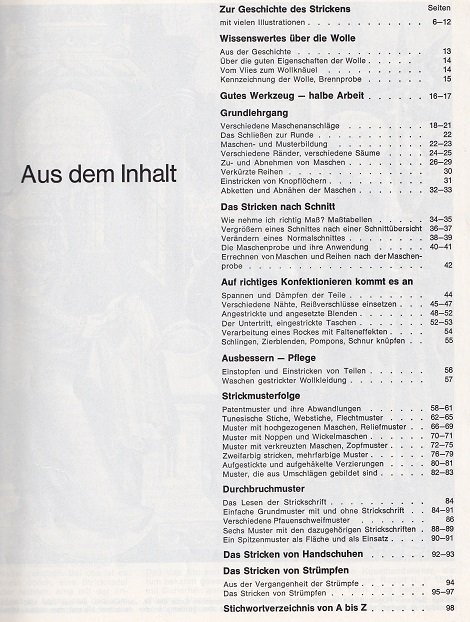 Aus dem Inhalt
Zur Geschichte des Strickens Seiten
mit vielen Illustrationen . . . . . . . . . . . . 6–12
Wissenswertes über die Wolle
Aus der Geschichte . . . . . . . . . . . . . 13
Über die guten Eigenschaften der Wolle . . . . . . 14
Vom Vlies zum Wollknäuel . . . . . . . . . . . 14
Kennzeichnung der Wolle, Brennprobe . . . . . . . 15
Gutes Werkzeug — halbe Arbeit . . . . . . 16–17
Grundlehrgang
Verschiedene Maschenanschläge . . . . . . . . 18–21
Das Schließen zur Runde . . . . . . . . . . . 22
Maschen- und Musterbildung . . . . . . . . . 22–23
Verschiedene Ränder, verschiedene Säume . . . . . 24–25
Zu- und Abnehmen von Maschen . . . . . . . . 26–29
Verkürzte Reihen . . . . . . . . . . . . . . 30
Einstricken von Knopflöchern . . . . . . . . . . 31
Abketten und Abnähen der Maschen . . . . . . . 32–33
Das Stricken nach Schnitt
Wie nehme ich richtig Maß? Maßtabellen . . . . . . 34–35
Vergrößern eines Schnittes nach einer Schnittübersicht 36–37
Verändern eines Normalschnittes . . . . . . . . 38–39
Die Maschenprobe und ihre Anwendung . . . . . . 40–41
Errechnen von Maschen und Reihen nach der Maschen-
probe . . . . . . . . . . . . . . . . . . 42
Auf richtiges Konfektionieren kommt es an
Spannen und Dämpfen der Teile . . . . . . . . . 44
Verschiedene Nähte, Reißverschlüsse einsetzen . . . . 45–47
Angestrickte und angesetzte Blenden . . . . . . . 48–52
Der Untertritt, eingestrickte Taschen . . . . . . . 52–53
Verarbeitung eines Rockes mit Falteneffekten . . . . . 54
Schlingen, Zierblenden, Pompons, Schnur knüpfen . . . 55
Ausbessern — Pflege
Einstopfen und Einstricken von Teilen . . . . . . . 56
Waschen gestrickter Wollkleidung . . . . . . . . 57
Strickmusterfolge
Patentmuster und ihre Abwandlungen . . . . . . 58–61
Tunesische Stiche, Webstiche, Flechtmuster . . . . 62–65
Muster mit hochgezogenen Maschen, Reliefmuster . . 66–69
Muster mit Noppen und Wickelmaschen . . . . . . 70–71
Muster mit verkreuzten Maschen, Zopfmuster . . . . 72–75
Zweifarbig stricken, mehrfarbige Muster . . . . . . 76–79
Aufgestickte und aufgehäkelte Verzierungen . . . . 80–81
Muster, die aus Umschlägen gebildet sind . . . . . 82–83
Durchbruchmuster
Das Lesen der Strickschrift . . . . . . . . . . . 84
Einfache Grundmuster mit und ohne Strickschrift . . 84–91
Verschiedene Pfauenschweifmuster . . . . . . . . 86
Sechs Muster mit den dazugehörigen Strickschriften . . 88–89
Ein Spitzenmuster als Fläche und als Einsatz . . . . 90–91
Das Stricken von Handschuhen . . . . . . 92–93
Das Stricken von Strümpfen
Aus der Vergangenheit der Strümpfe . . . . . . . . 94
Das Stricken von Strümpfen . . . . . . . . . . 95–97
Stichwortverzeichnis von A bis Z . . . . . . 98